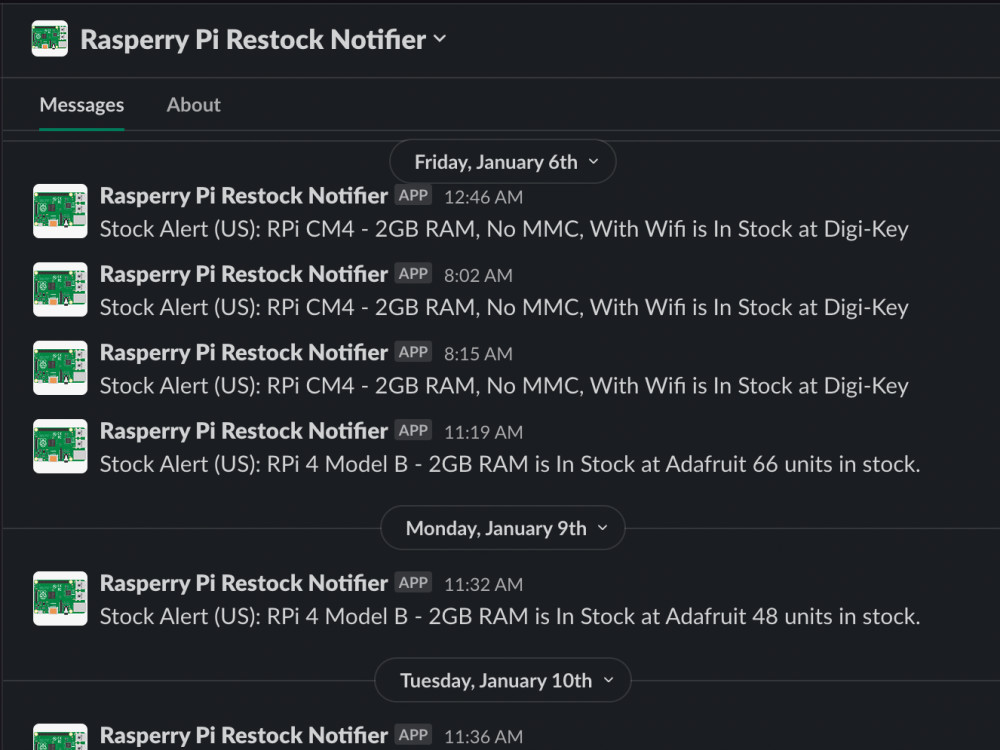 Rasperry Pi Restock Notifier
Messages About
Friday, January 6th
Rasperry Pi Restock Notifier APP 12:46 AM
Stock Alert (US): RPi CM4 - 2GB RAM, No MMC, With Wifi is In Stock at Digi-Key
Rasperry Pi Restock Notifier APP 8:02 AM
Stock Alert (US): RPi CM4 - 2GB RAM, No MMC, With Wifi is In Stock at Digi-Key
Rasperry Pi Restock Notifier APP 8:15 AM
Stock Alert (US): RPi CM4 - 2GB RAM, No MMC, With Wifi is In Stock at Digi-Key
Rasperry Pi Restock Notifier APP 11:19 AM
Stock Alert (US): RPi 4 Model B - 2GB RAM is In Stock at Adafruit 66 units in stock.
Monday, January 9th
Rasperry Pi Restock Notifier APP 11:32 AM
Stock Alert (US): RPi 4 Model B - 2GB RAM is In Stock at Adafruit 48 units in stock.
Tuesday, January 10th
Rasperry Pi Restock Notifier APP 11:36 AM